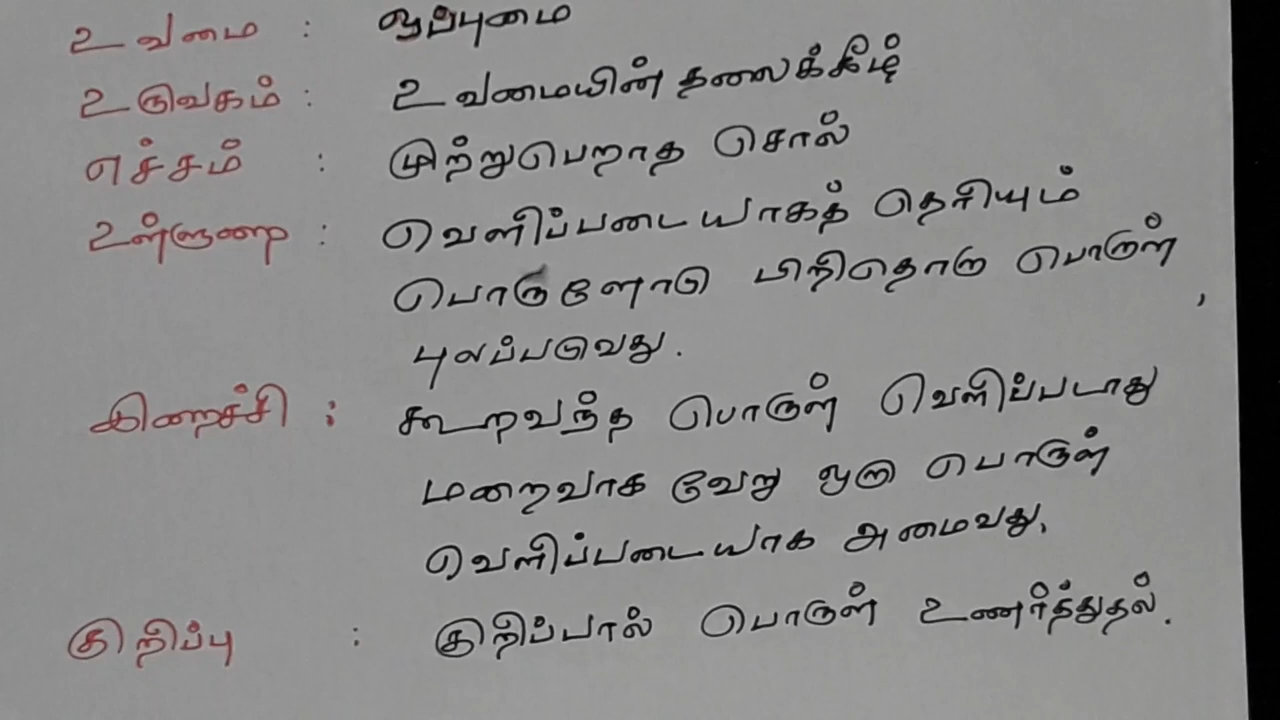 உவமை : ஒப்புமை
உருவகம் : உவமையின் தலைக்கீழ்
எச்சம் : முற்றுபெறாத சொல்
உள்ளுறை : வெளிப்படையாகத் தெரியும்
பொருளோடு பிறிதொரு பொருள்
புலப்படுவது.
இறைச்சி : கூறவந்த பொருள் வெளிப்படாது
மறைவாக வேறு ஒரு பொருள்
வெளிப்படையாக அமைவது.
குறிப்பு : குறிப்பால் பொருள் உணர்த்துதல்.